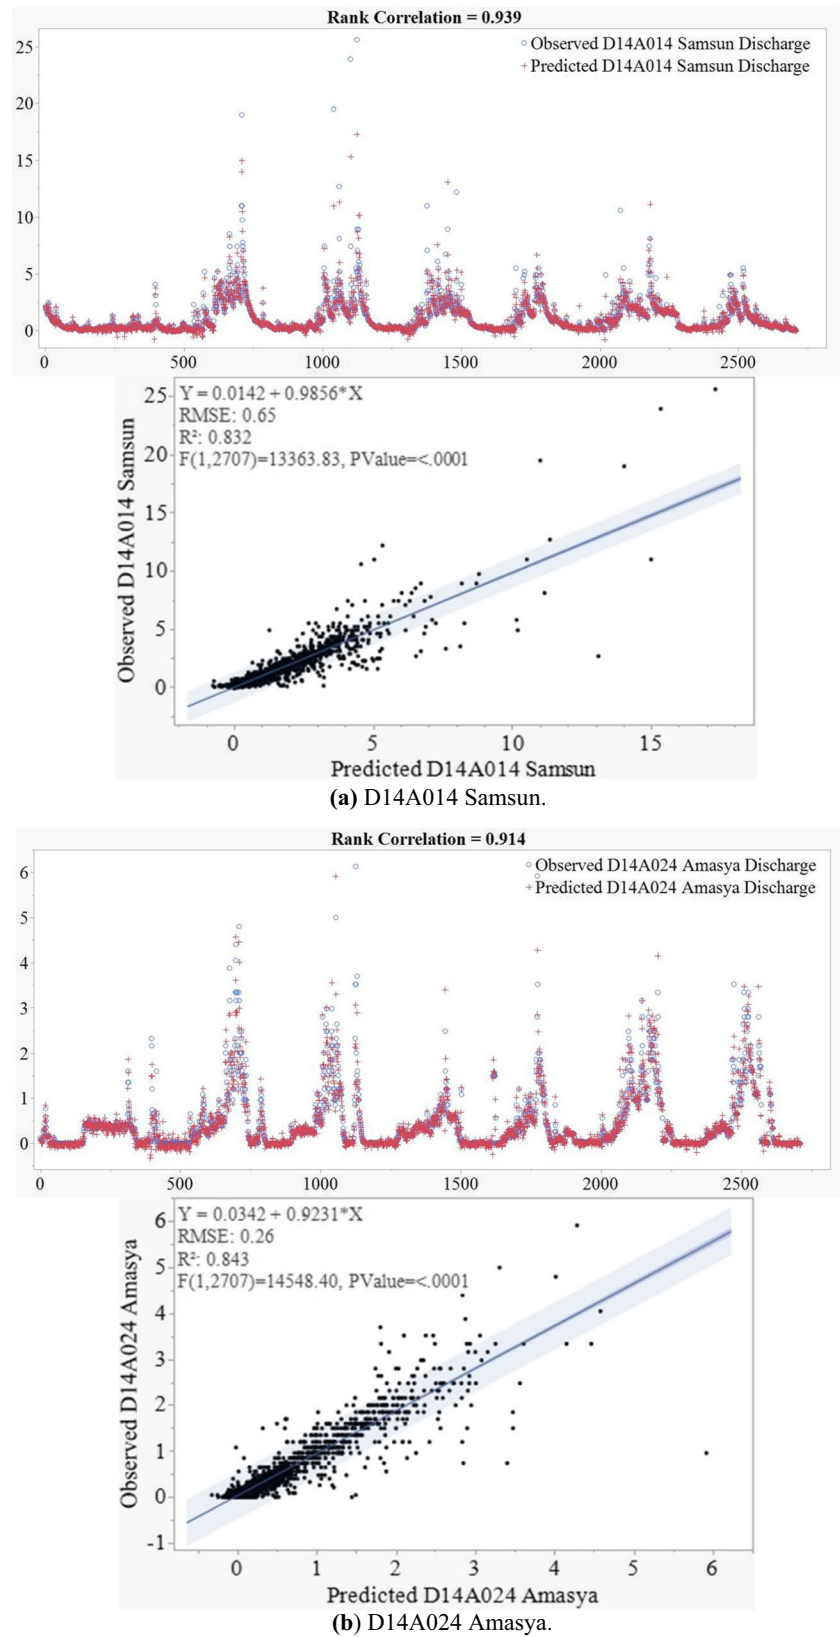 Rank Correlation = 0.939
25
20
15
10
5
0
Observed D14A014 Samsun Discharge
Predicted D14A014 Samsun Discharge
0 500 1000 1500 2000 2500
Y = 0.0142 + 0.9856*X
RMSE: 0.65
R²: 0.832
F(1,2707)=13363.83, PValue=<.0001
Observed D14A014 Samsun
25
20
15
10
5
0
0 5 10 15
Predicted D14A014 Samsun
(a) D14A014 Samsun.
Rank Correlation = 0.914
6
5
4
3
2
1
0
Observed D14A024 Amasya Discharge
Predicted D14A024 Amasya Discharge
0 500 1000 1500 2000 2500
Y = 0.0342 + 0.9231*X
RMSE: 0.26
R²: 0.843
F(1,2707)=14548.40, PValue=<.0001
Observed D14A024 Amasya
6
5
4
3
2
1
0
-1
0 1 2 3 4 5 6
Predicted D14A024 Amasya
(b) D14A024 Amasya.